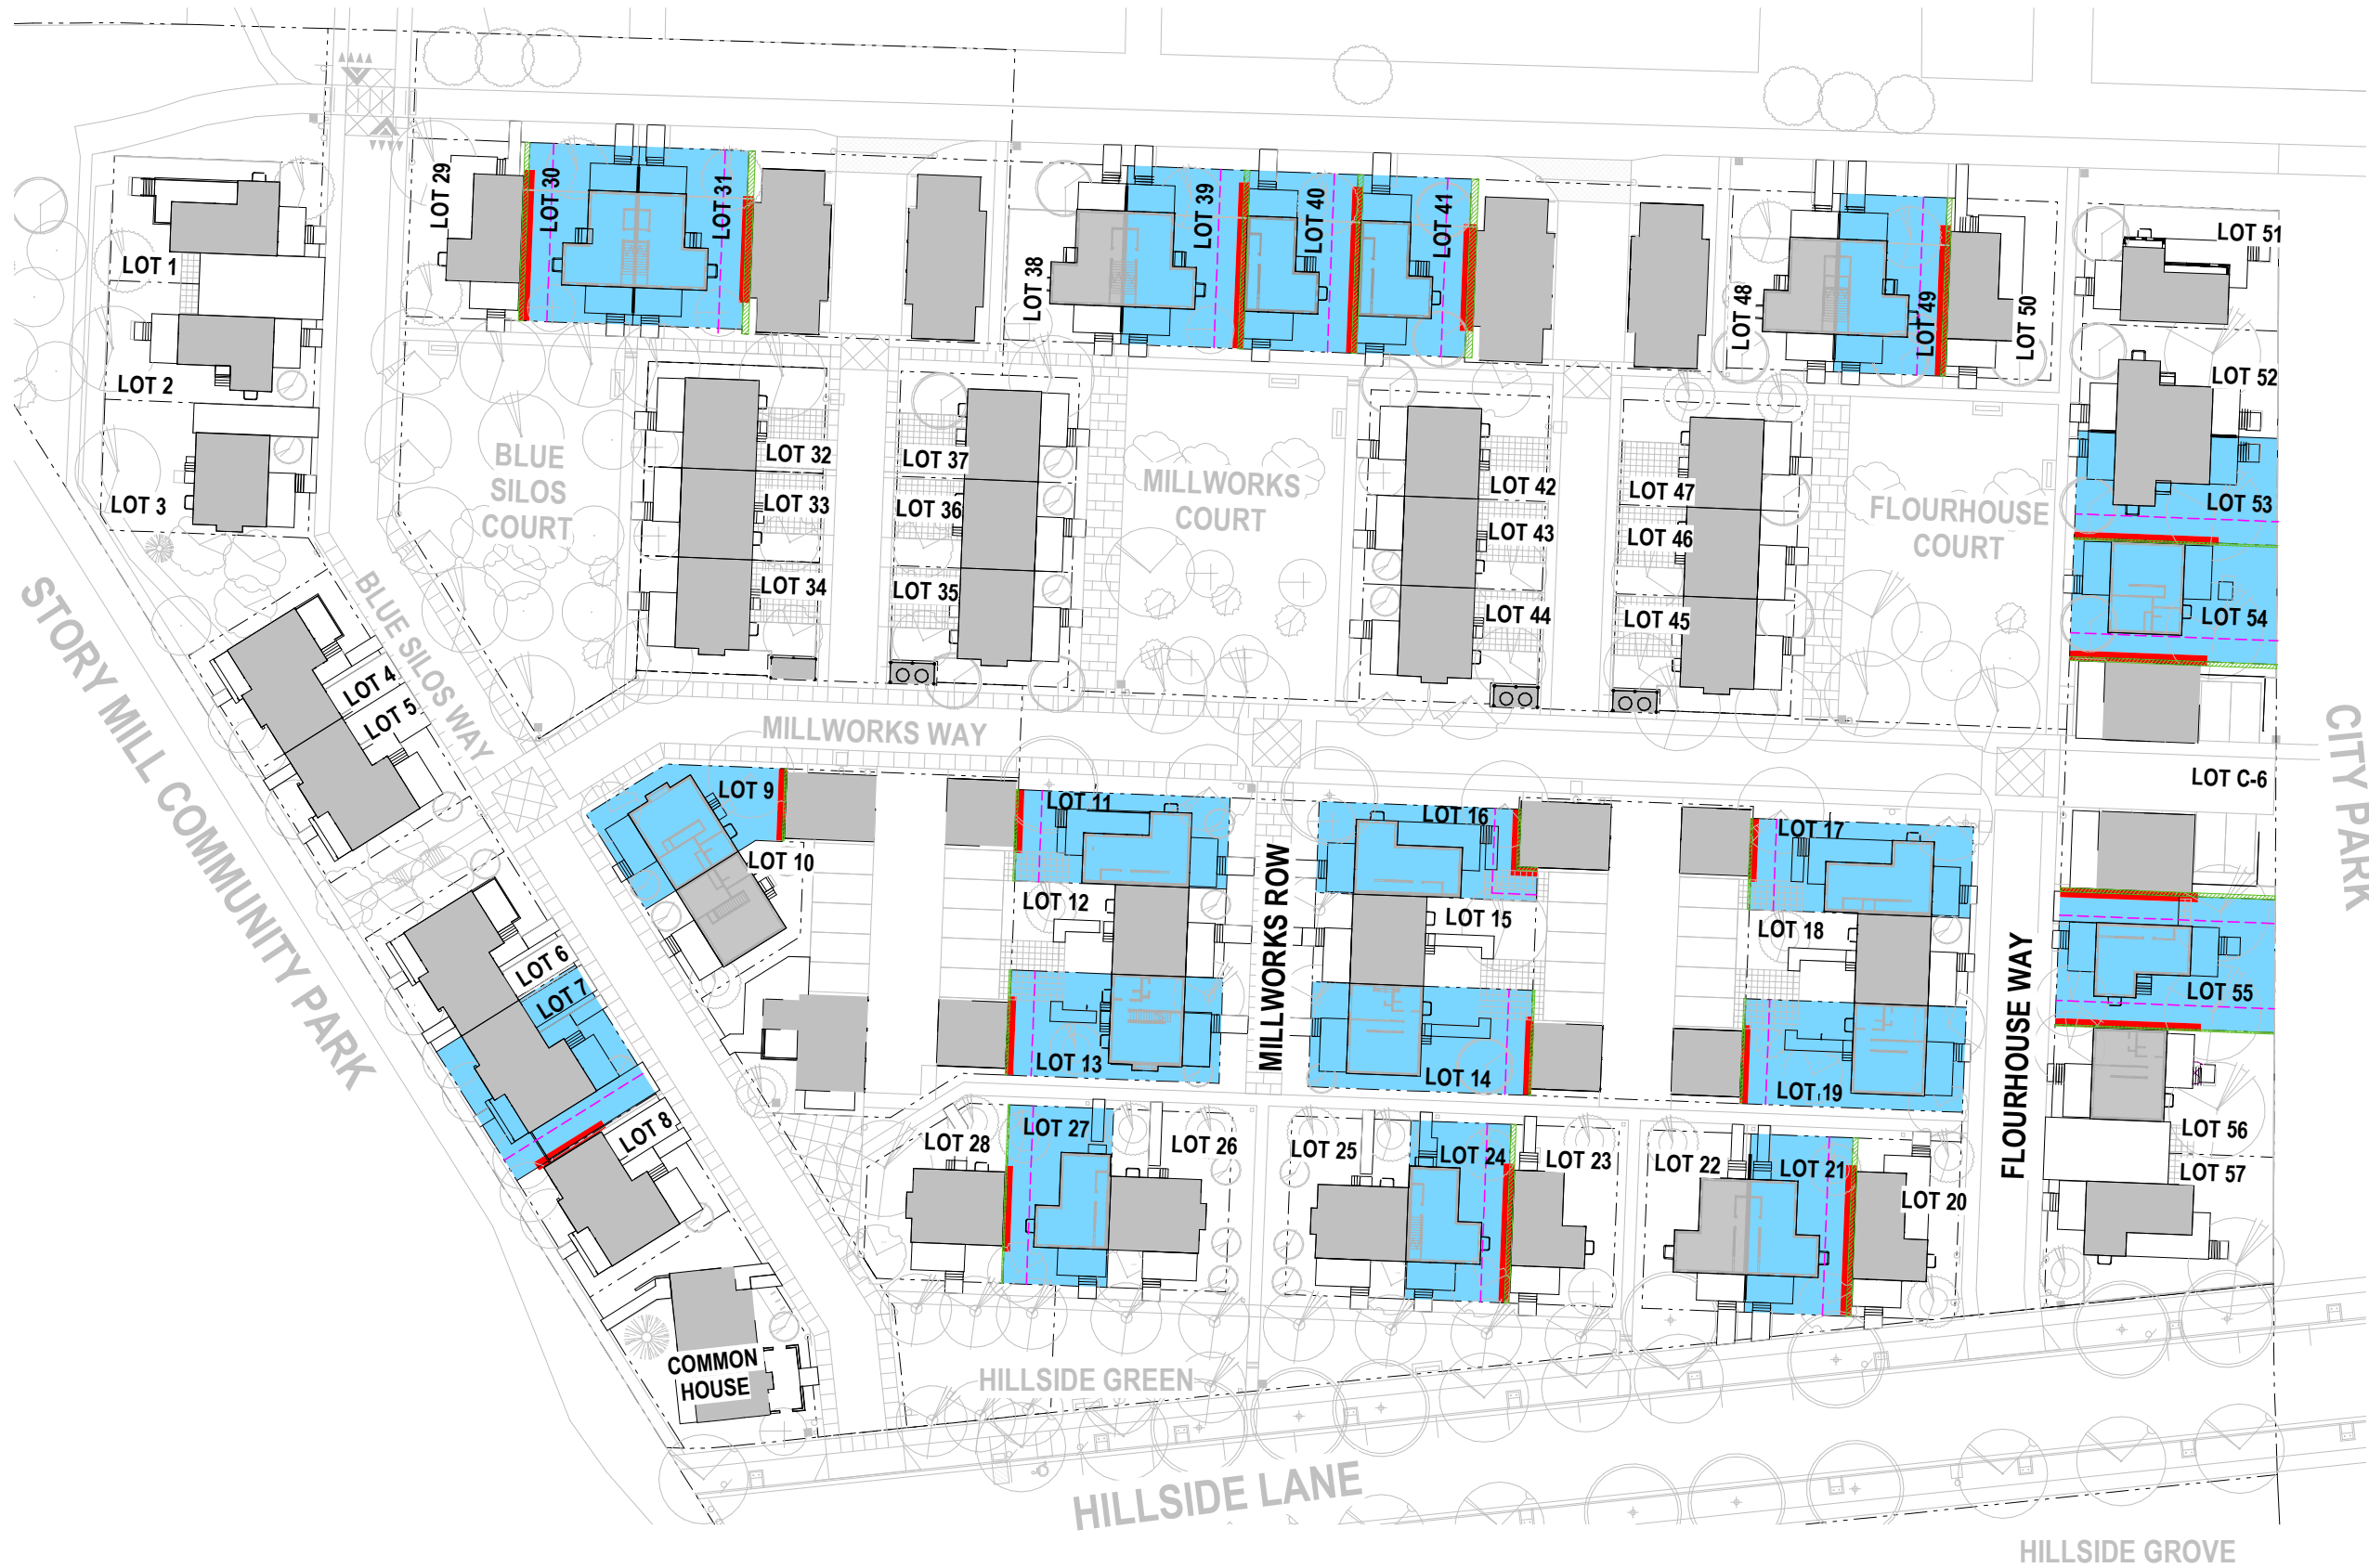 LOT 29
LOT 30
LOT 31
LOT 38
LOT 39
LOT 40
LOT 41
LOT 48
LOT 49
LOT 50
LOT 51
LOT 1
LOT 2
LOT 3
LOT 52
LOT 53
LOT 54
BLUE
SILOS
COURT
LOT 32
LOT 33
LOT 34
LOT 37
LOT 36
LOT 35
MILLWORKS
COURT
LOT 42
LOT 43
LOT 44
LOT 47
LOT 46
LOT 45
FLOURHOUSE
COURT
STORY MILL COMMUNITY PARK
BLUE SILOS WAY
LOT 4
LOT 5
MILLWORKS WAY
LOT C-6
CITY PARK
LOT 9
LOT 10
LOT 11
LOT 12
LOT 13
MILLWORKS ROW
LOT 16
LOT 15
LOT 14
LOT 17
LOT 18
LOT 19
FLOURHOUSE WAY
LOT 55
LOT 56
LOT 57
LOT 6
LOT 7
LOT 8
LOT 28
LOT 27
LOT 26
LOT 25
LOT 24
LOT 23
LOT 22
LOT 21
LOT 20
COMMON
HOUSE
HILLSIDE GREEN
HILLSIDE LANE
HILLSIDE GROVE